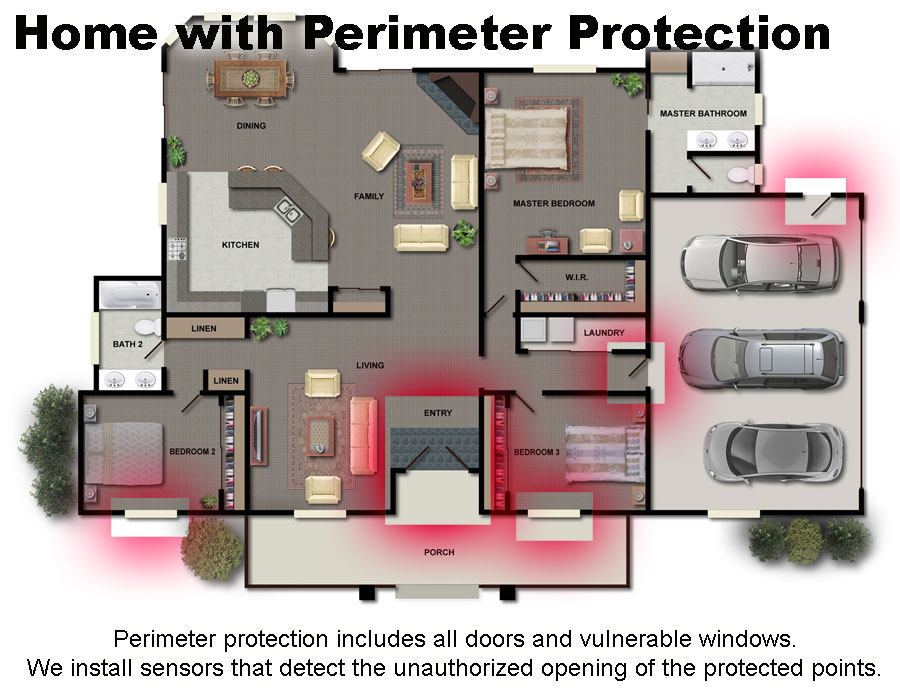 Home with Perimeter Protection
DINING
MASTER BATHROOM
FAMILY
MASTER BEDROOM
KITCHEN
W.I.R.
LINEN
LAUNDRY
BATH 2
LIVING
LINEN
ENTRY
BEDROOM 2
BEDROOM 3
PORCH
Perimeter protection includes all doors and vulnerable windows.
We install sensors that detect the unauthorized opening of the protected points.